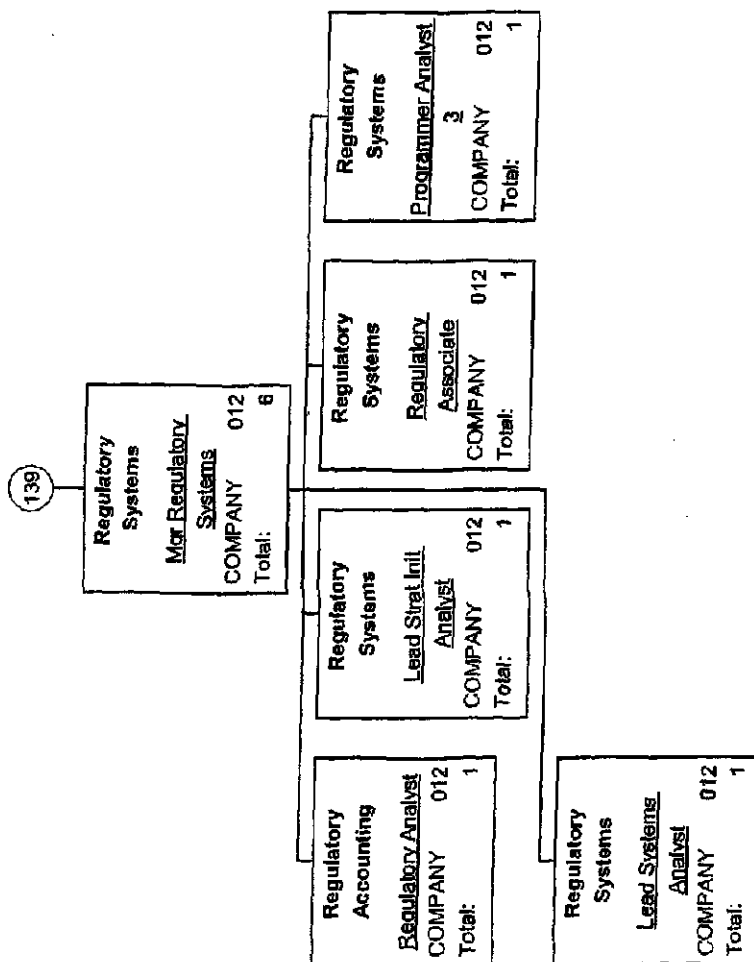 139
Regulatory
Systems
Mgr Regulatory
Systems
COMPANY 012
Total: 6
Regulatory
Accounting
Regulatory Analyst
COMPANY 012
Total: 1
Regulatory
Systems
Lead Strat Init
Analyst
COMPANY 012
Total: 1
Regulatory
Systems
Regulatory
Associate
COMPANY 012
Total: 1
Regulatory
Systems
Programmer Analyst
3
COMPANY 012
Total: 1
Regulatory
Systems
Lead Systems
Analyst
COMPANY 012
Total: 1